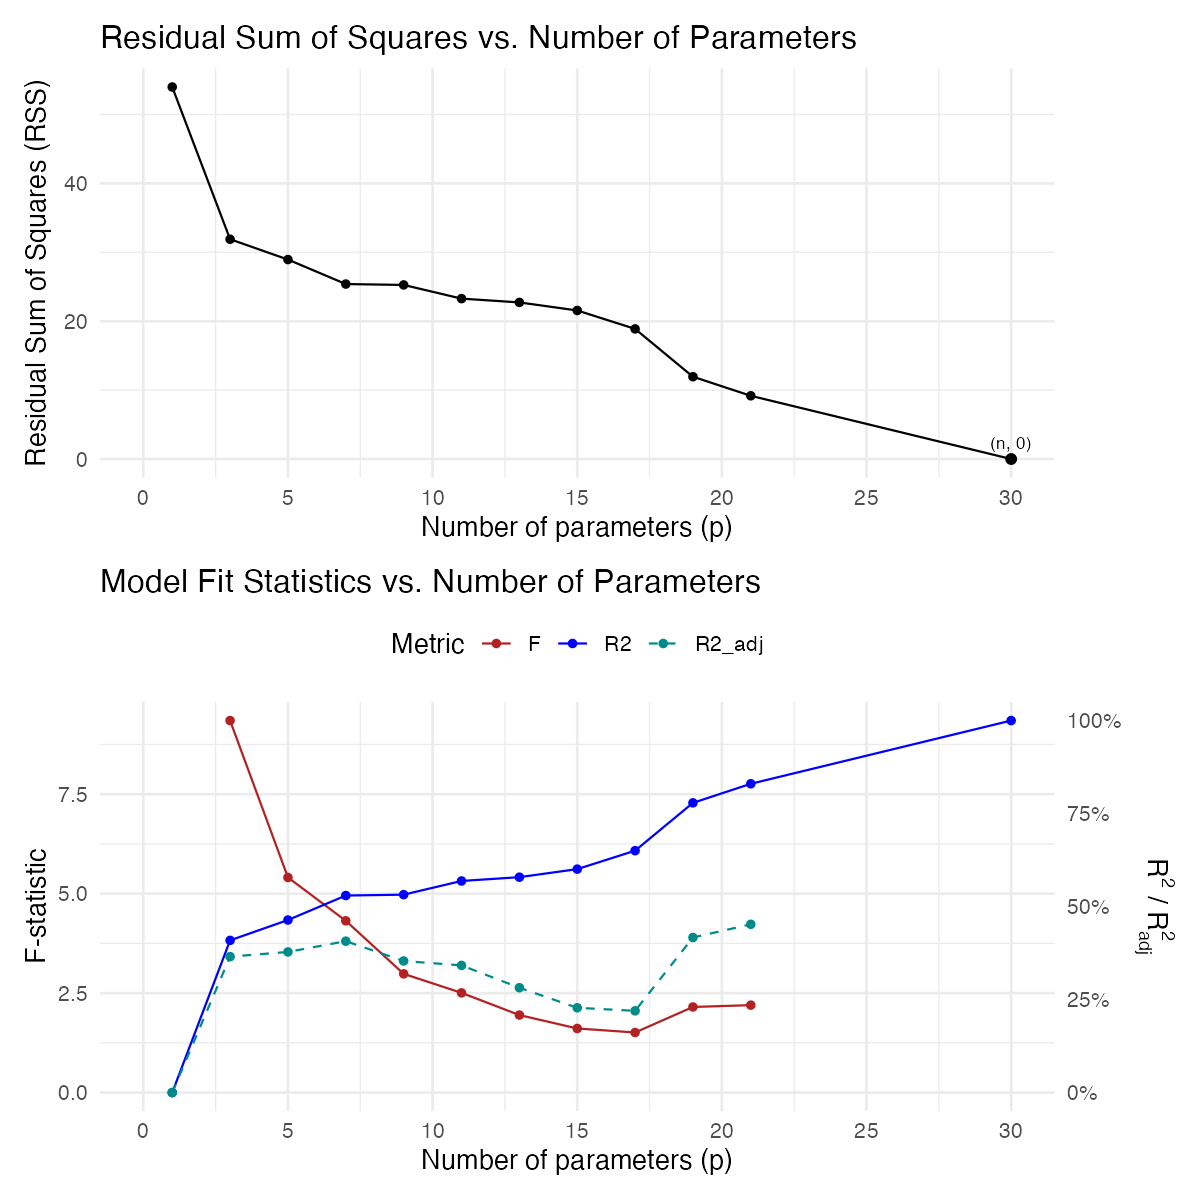 Residual Sum of Squares vs. Number of Parameters
Residual Sum of Squares (RSS)
40
20
0
(n, 0)
0 5 10 15 20 25 30
Number of parameters (p)
Model Fit Statistics vs. Number of Parameters
Metric F R2 R2_adj
F-statistic
7.5
5.0
2.5
0.0
100%
75%
50%
25%
0%
R² / R²adj
0 5 10 15 20 25 30
Number of parameters (p)